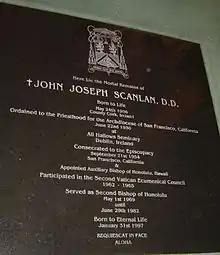 Here Lie the Mortal Remains of
†JOHN JOSEPH SCANLAN, D.D.
Born to Life
May 24th 1906
County Cork, Ireland
Ordained to the Priesthood for the Archdiocese of San Francisco, California
June 22nd 1930
at
All Hallows Seminary
Dublin, Ireland
Consecrated to the Episcopacy
September 21st 1954
San Francisco, California
&
Appointed Auxiliary Bishop of Honolulu, Hawaii
Participated in the Second Vatican Ecumenical Council
1962 - 1965
Served as Second Bishop of Honolulu
May 1st 1969
until
June 29th 1982
Born to Eternal Life
January 31st 1997
REQUIESCAT IN PACE
ALOHA